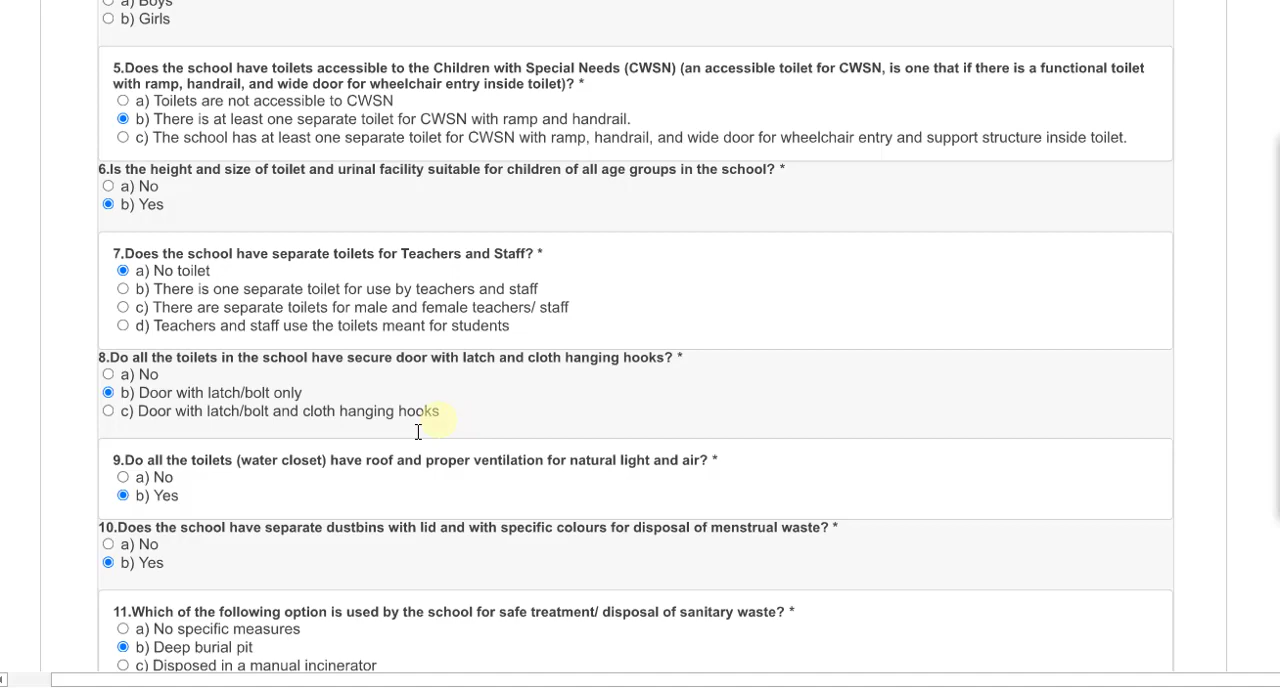 a) Boys
b) Girls
5.Does the school have toilets accessible to the Children with Special Needs (CWSN) (an accessible toilet for CWSN, is one that if there is a functional toilet
with ramp, handrail, and wide door for wheelchair entry inside toilet)? *
a) Toilets are not accessible to CWSN
b) There is at least one separate toilet for CWSN with ramp and handrail.
c) The school has at least one separate toilet for CWSN with ramp, handrail, and wide door for wheelchair entry and support structure inside toilet.
6.Is the height and size of toilet and urinal facility suitable for children of all age groups in the school? *
a) No
b) Yes
7.Does the school have separate toilets for Teachers and Staff? *
a) No toilet
b) There is one separate toilet for use by teachers and staff
c) There are separate toilets for male and female teachers/ staff
d) Teachers and staff use the toilets meant for students
8.Do all the toilets in the school have secure door with latch and cloth hanging hooks? *
a) No
b) Door with latch/bolt only
c) Door with latch/bolt and cloth hanging hooks
9.Do all the toilets (water closet) have roof and proper ventilation for natural light and air? *
a) No
b) Yes
10.Does the school have separate dustbins with lid and with specific colours for disposal of menstrual waste? *
a) No
b) Yes
11.Which of the following option is used by the school for safe treatment/ disposal of sanitary waste? *
a) No specific measures
b) Deep burial pit
c) Disposed in a manual incinerator